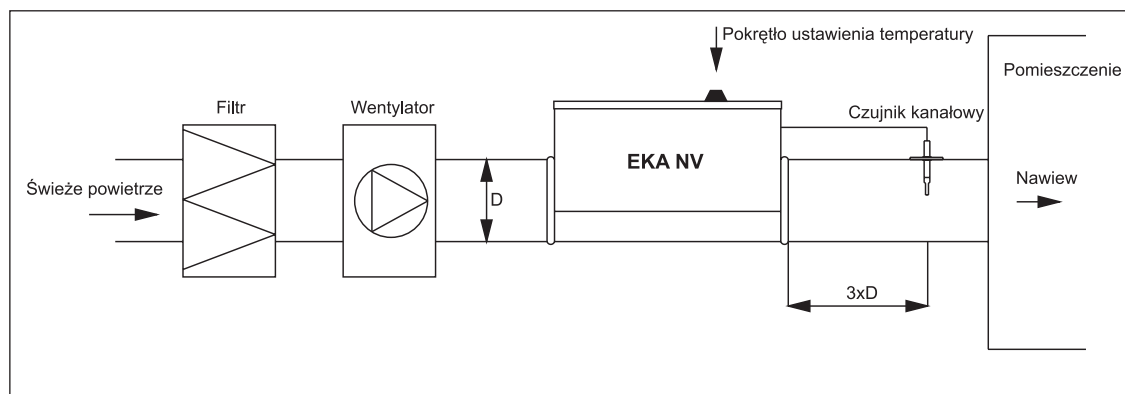 Pokrętło ustawienia temperatury
Pomieszczenie
Filtr
Wentylator
Czujnik kanałowy
EKA NV
Świeże powietrze
D
Nawiew
3xD